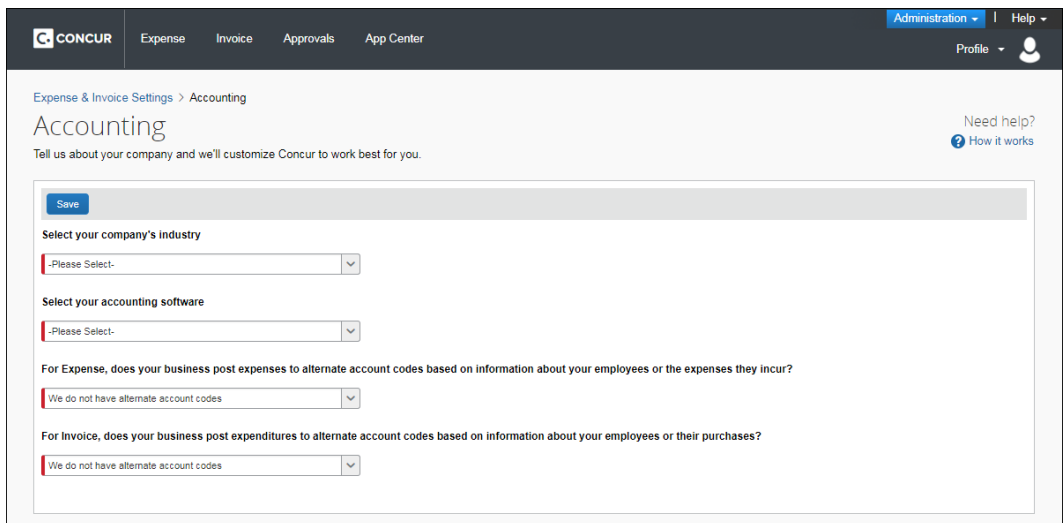 Administration | Help
C. CONCUR Expense Invoice Approvals App Center
Profile
Expense & Invoice Settings > Accounting
Accounting
Need help?
Tell us about your company and we'll customize Concur to work best for you.
? How it works
Save
Select your company's industry
-Please Select-
Select your accounting software
-Please Select-
For Expense, does your business post expenses to alternate account codes based on information about your employees or the expenses they incur?
We do not have alternate account codes
For Invoice, does your business post expenditures to alternate account codes based on information about your employees or their purchases?
We do not have alternate account codes